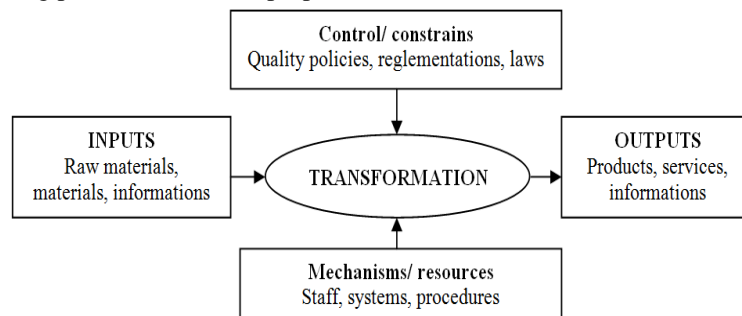 Control/ constrains
Quality policies, reglementations, laws
INPUTS
Raw materials,
materials, informations
TRANSFORMATION
OUTPUTS
Products, services,
informations
Mechanisms/ resources
Staff, systems, procedures